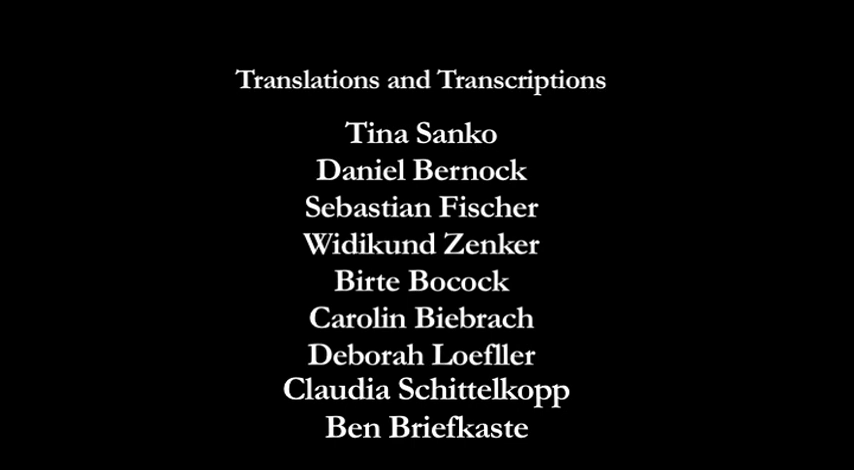 Translations and Transcriptions
Tina Sanko
Daniel Bernock
Sebastian Fischer
Widikund Zenker
Birte Bocock
Carolin Biebrach
Deborah Loefller
Claudia Schittelkopp
Ben Briefkaste